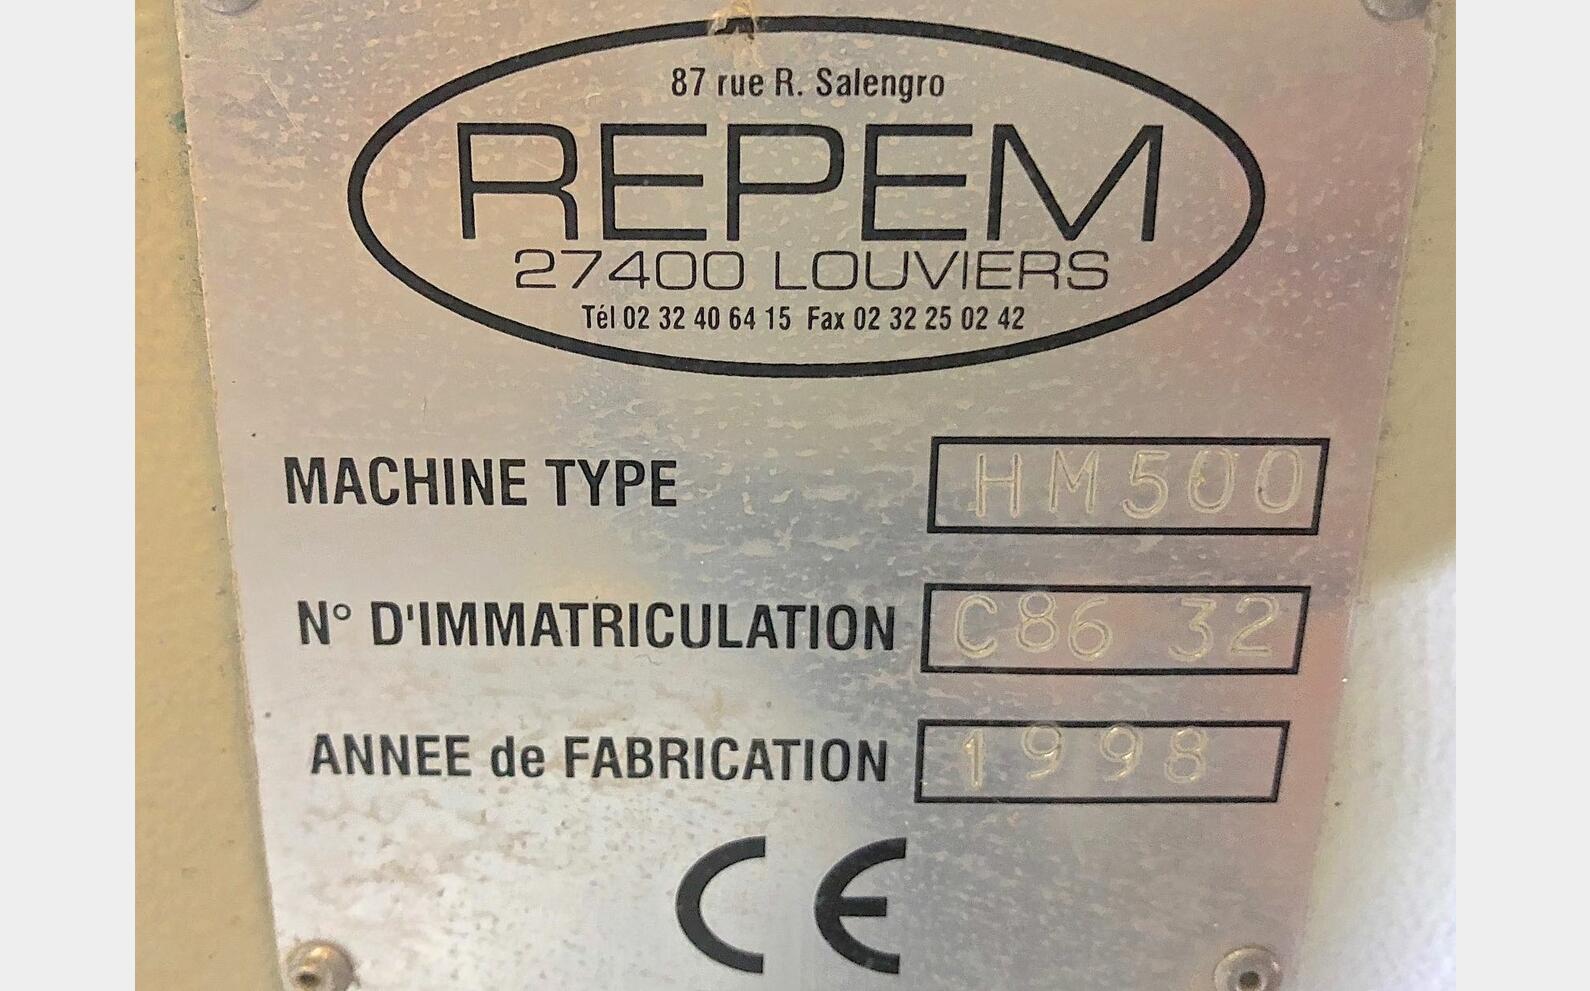 87 rue R. Salengro
REPEM
27400 LOUVIERS
Tél 02 32 40 64 15 Fax 02 32 25 02 42
MACHINE TYPE HM500
N° D'IMMATRICULATION C86 32
ANNEE de FABRICATION 1998
CE